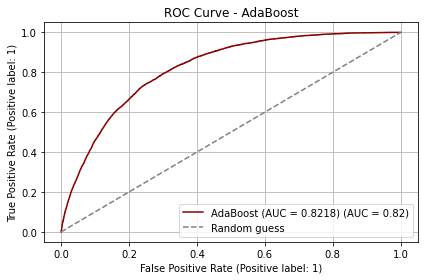 ROC Curve - AdaBoost
True Positive Rate (Positive label: 1)
1.0
0.8
0.6
0.4
0.2
0.0
AdaBoost (AUC = 0.8218) (AUC = 0.82)
Random guess
0.0 0.2 0.4 0.6 0.8 1.0
False Positive Rate (Positive label: 1)